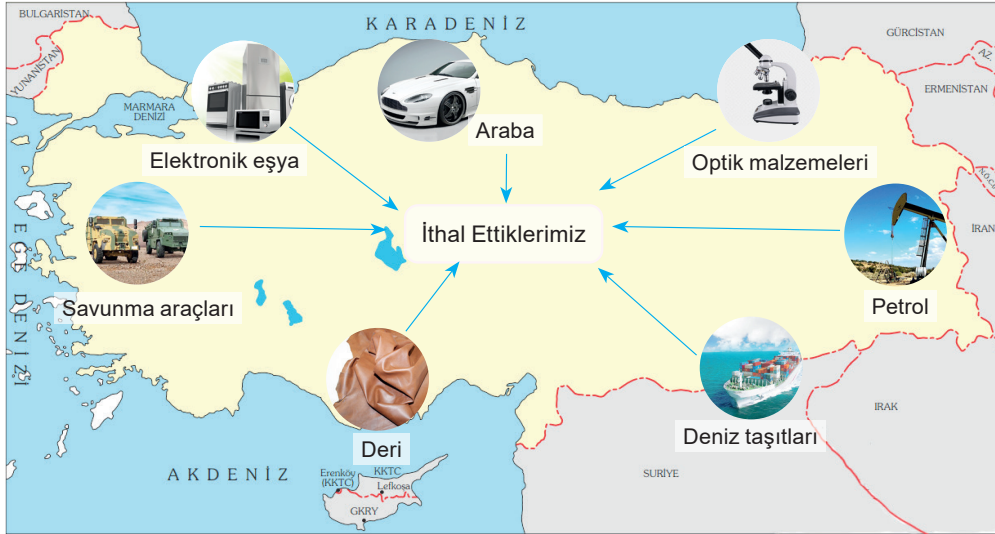 BULGARİSTAN
KARADENİZ
GÜRCİSTAN
YUNANİSTAN
AZ.
ERMENİSTAN
MARMARA
DENİZİ
Araba
Elektronik eşya
Optik malzemeleri
İthal Ettiklerimiz
İRAN
EGE DENİZİ
Savunma araçları
Petrol
Deri
Deniz taşıtları
IRAK
AKDENİZ
Erenköy
(KKTC)
KKTC
Lefkoşa
GKRY
SURİYE